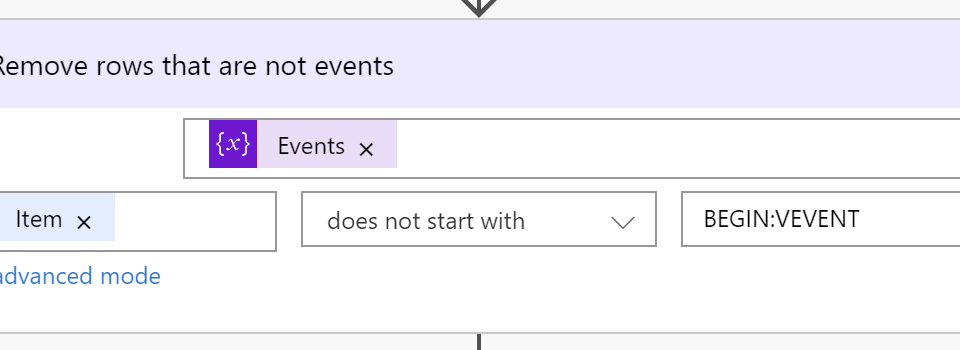 Remove rows that are not events
{x} Events ×
Item × does not start with BEGIN:VEVENT
advanced mode